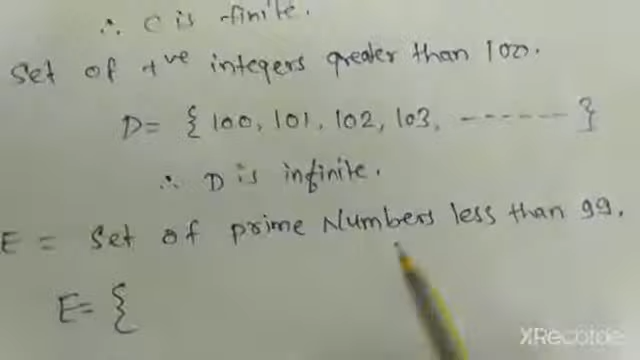 ∴ C is finite.
Set of +ve integers greater than 100.
D = { 100, 101, 102, 103, ------- }
∴ D is infinite.
E = Set of prime Numbers less than 99.
E = {
XRecorder